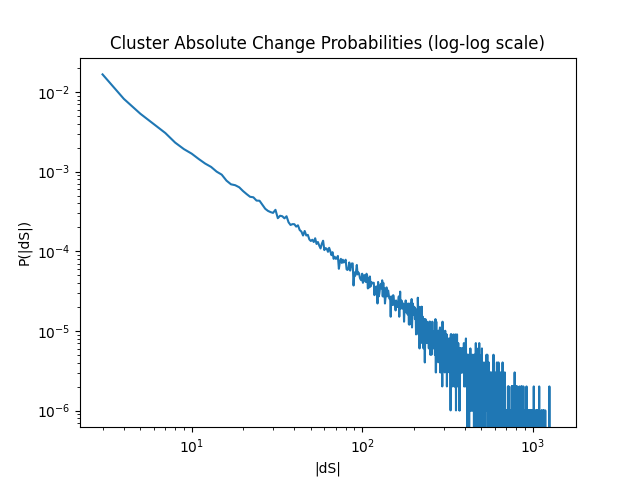 Cluster Absolute Change Probabilities (log-log scale)
P(|dS|)
10⁻²
10⁻³
10⁻⁴
10⁻⁵
10⁻⁶
10¹ 10² 10³
|dS|